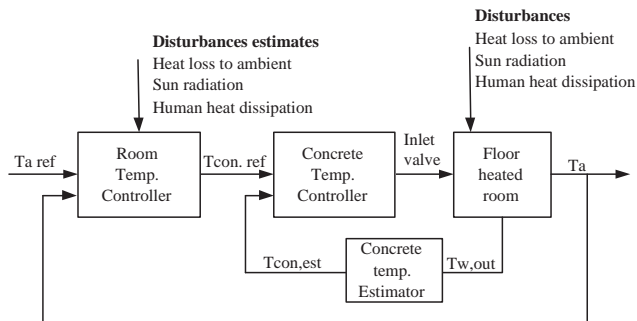 Disturbances estimates
Heat loss to ambient
Sun radiation
Human heat dissipation
Disturbances
Heat loss to ambient
Sun radiation
Human heat dissipation
Ta ref
Room
Temp.
Controller
Tcon. ref
Concrete
Temp.
Controller
Inlet
valve
Floor
heated
room
Ta
Tcon,est
Concrete
temp.
Estimator
Tw,out